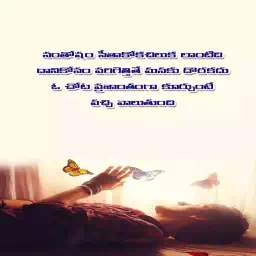 సంతోషం సీతాకోకచిలుక లాంటిది
దానికోసం పరిగెత్తితే మనకు దొరకదు
ఓ చోట ప్రశాంతంగా కూర్చుంటే
వచ్చి వాలుతుంది